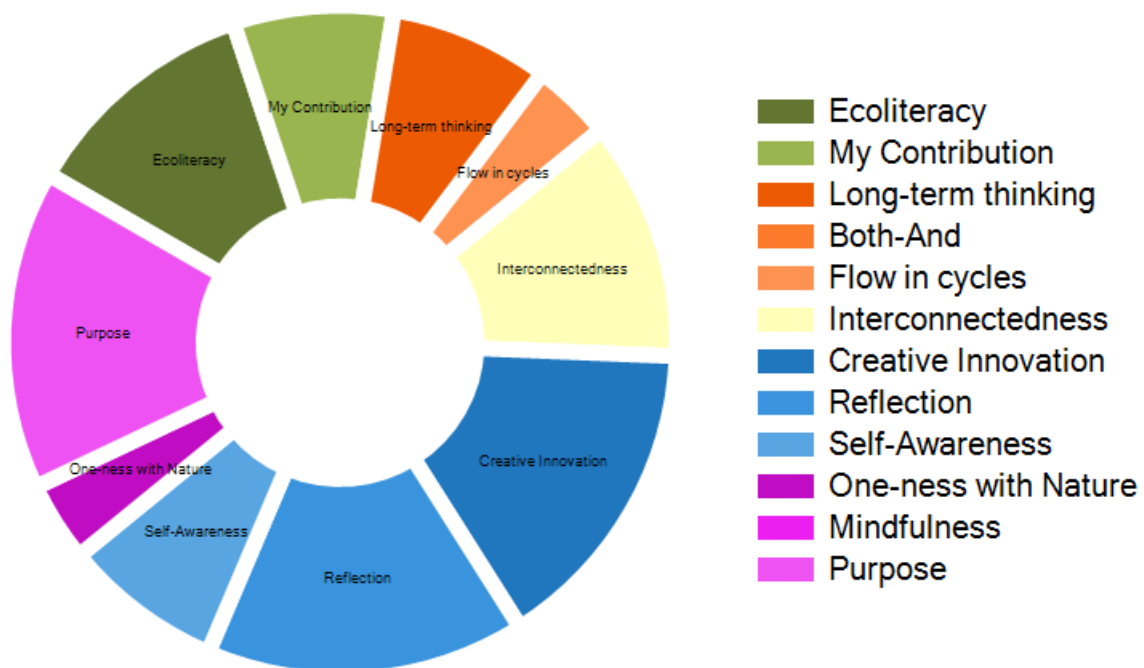 My Contribution
Long-term thinking
Ecoliteracy
Flow in cycles
Interconnectedness
Purpose
Creative Innovation
One-ness with Nature
Self-Awareness
Reflection
Ecoliteracy
My Contribution
Long-term thinking
Both-And
Flow in cycles
Interconnectedness
Creative Innovation
Reflection
Self-Awareness
One-ness with Nature
Mindfulness
Purpose